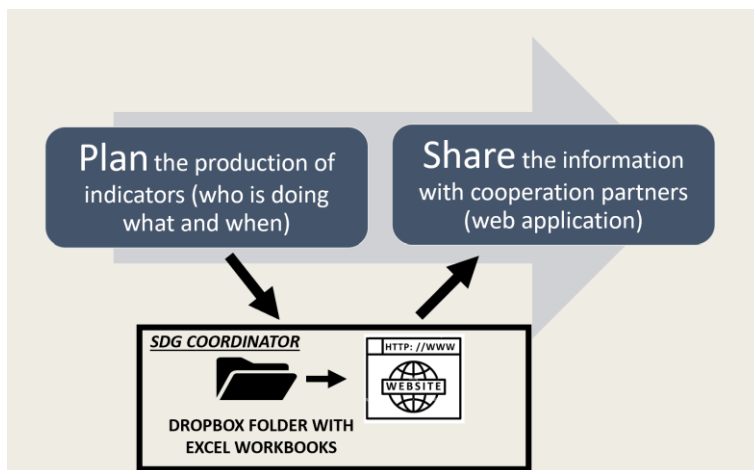 Plan the production of
indicators (who is doing
what and when)
Share the information
with cooperation partners
(web application)
SDG COORDINATOR
HTTP: //WWW
WEBSITE
DROPBOX FOLDER WITH
EXCEL WORKBOOKS